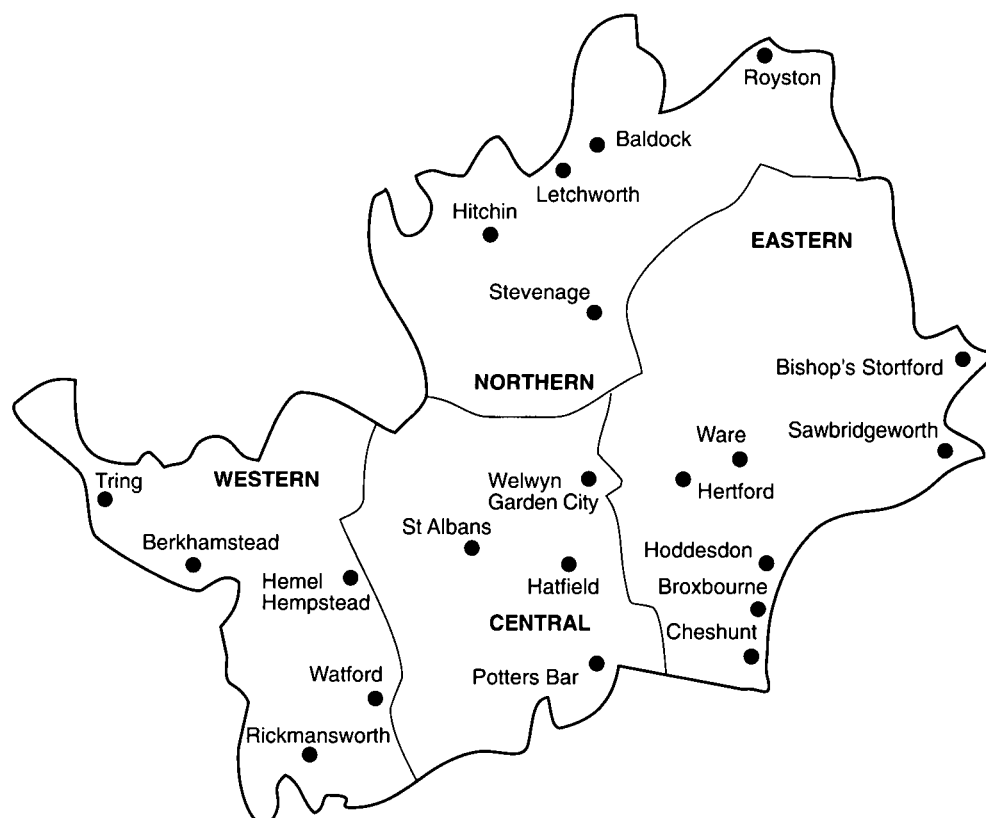 Royston
Baldock
Letchworth
Hitchin
EASTERN
Stevenage
Bishop's Stortford
NORTHERN
Sawbridgeworth
Ware
WESTERN
Tring
Welwyn
Garden City
Hertford
St Albans
Berkhamstead
Hoddesdon
Hemel
Hempstead
Hatfield
Broxbourne
CENTRAL
Cheshunt
Watford
Potters Bar
Rickmansworth